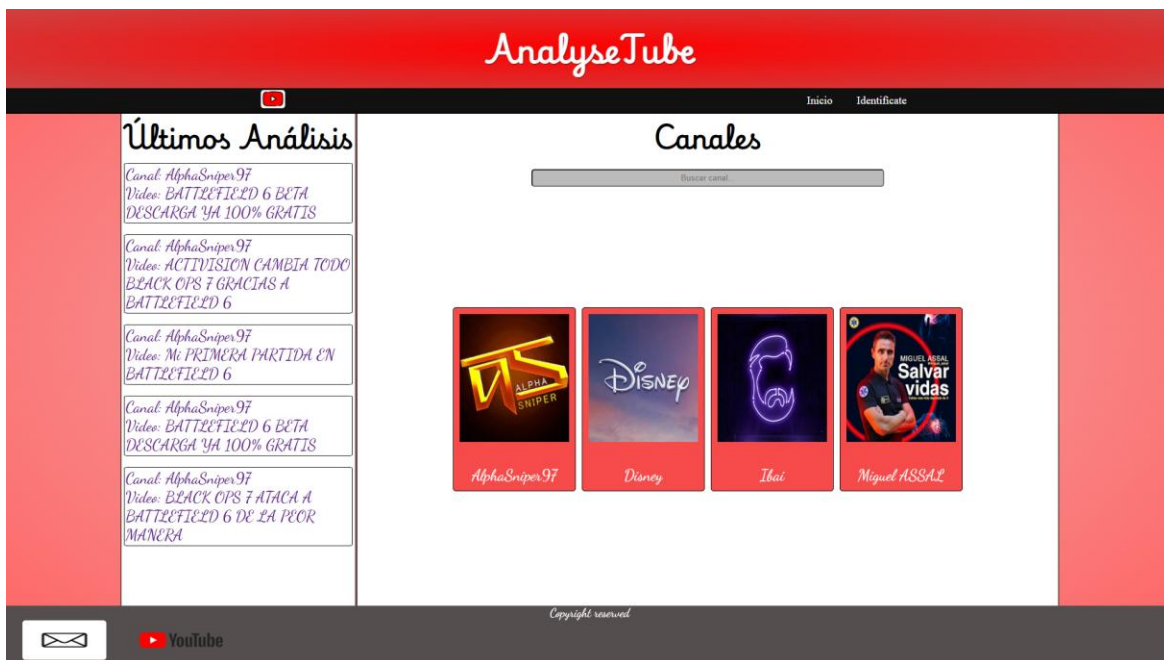 AnalyseTube
Inicio Identifícate
Últimos Análisis
Canal: AlphaSniper97
Video: BATTLEFIELD 6 BETA
DESCARGA YA 100% GRATIS
Canal: AlphaSniper97
Video: ACTIVISION CAMBIA TODO
BLACK OPS 7 GRACIAS A
BATTLEFIELD 6
Canal: AlphaSniper97
Video: Mi PRIMERA PARTIDA EN
BATTLEFIELD 6
Canal: AlphaSniper97
Video: BATTLEFIELD 6 BETA
DESCARGA YA 100% GRATIS
Canal: AlphaSniper97
Video: BLACK OPS 7 ATACA A
BATTLEFIELD 6 DE LA PEOR
MANERA
Canales
Buscar canal...
ALPHA
SNIPER
AlphaSniper97
Disney
Disney
Ibai
MIGUEL ASSAL
Salvar
vidas
Miguel ASSAL
Copyright reserved
YouTube